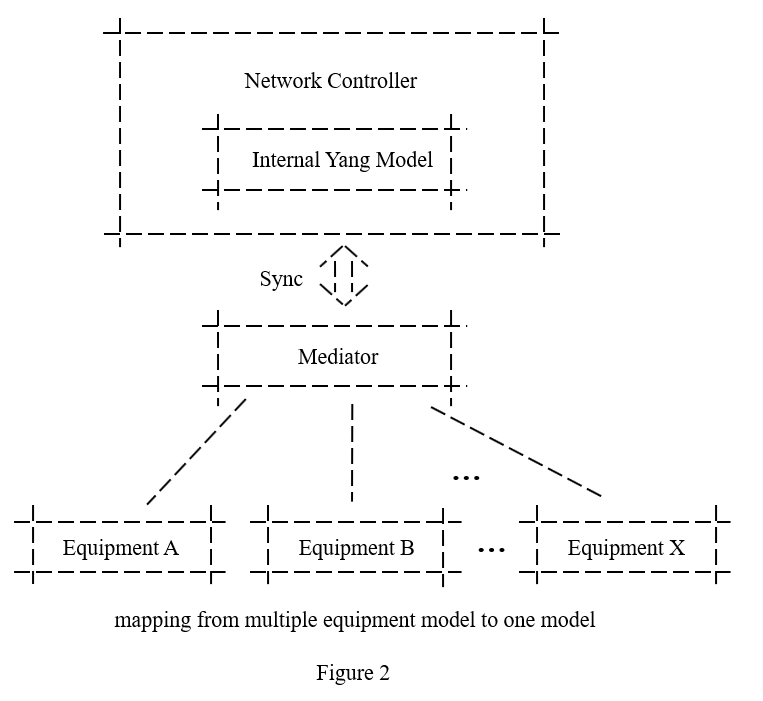 Network Controller
Internal Yang Model
Sync
Mediator
...
Equipment A Equipment B ... Equipment X
mapping from multiple equipment model to one model
Figure 2